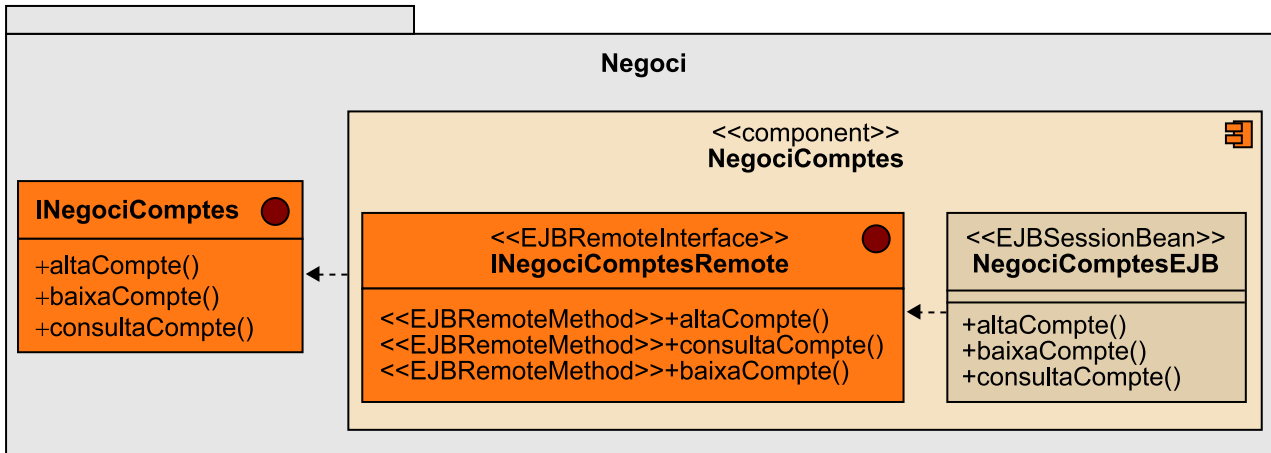 Negoci
<<component>>
NegociComptes
INegociComptes
+altaCompte()
+baixaCompte()
+consultaCompte()
<<EJBRemoteInterface>>
INegociComptesRemote
<<EJBRemoteMethod>>+altaCompte()
<<EJBRemoteMethod>>+consultaCompte()
<<EJBRemoteMethod>>+baixaCompte()
<<EJBSessionBean>>
NegociComptesEJB
+altaCompte()
+baixaCompte()
+consultaCompte()